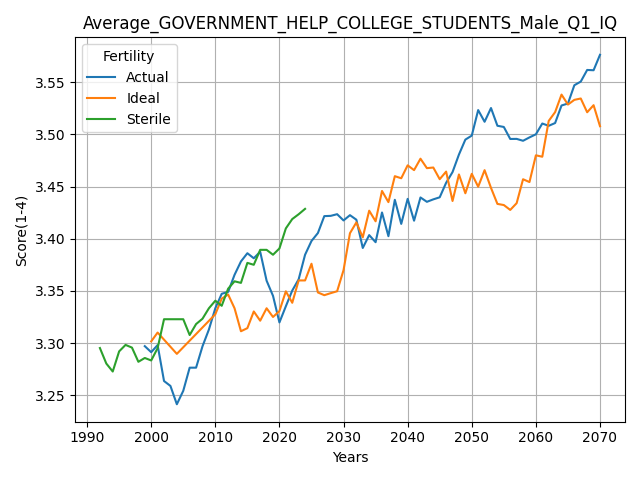 Average_GOVERNMENT_HELP_COLLEGE_STUDENTS_Male_Q1_IQ
Fertility
Actual
Ideal
Sterile
Score(1-4)
3.55
3.50
3.45
3.40
3.35
3.30
3.25
1990 2000 2010 2020 2030 2040 2050 2060 2070
Years